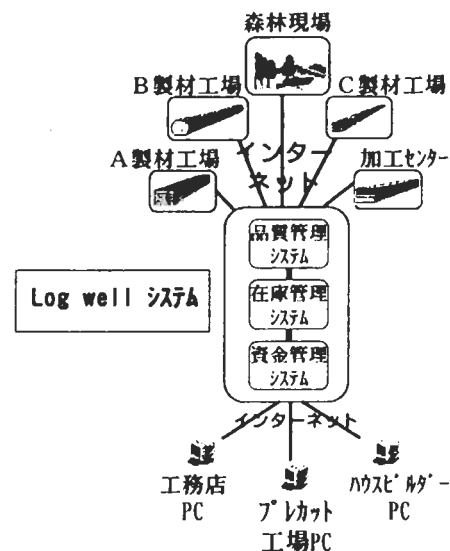 森林現場
B製材工場
C製材工場
インター
ネット
A製材工場
加工センター
品質管理
システム
在庫管理
システム
資金管理
システム
Log well システム
インターネット
工務店
PC
プレカット
工場PC
ハウスビルダー
PC